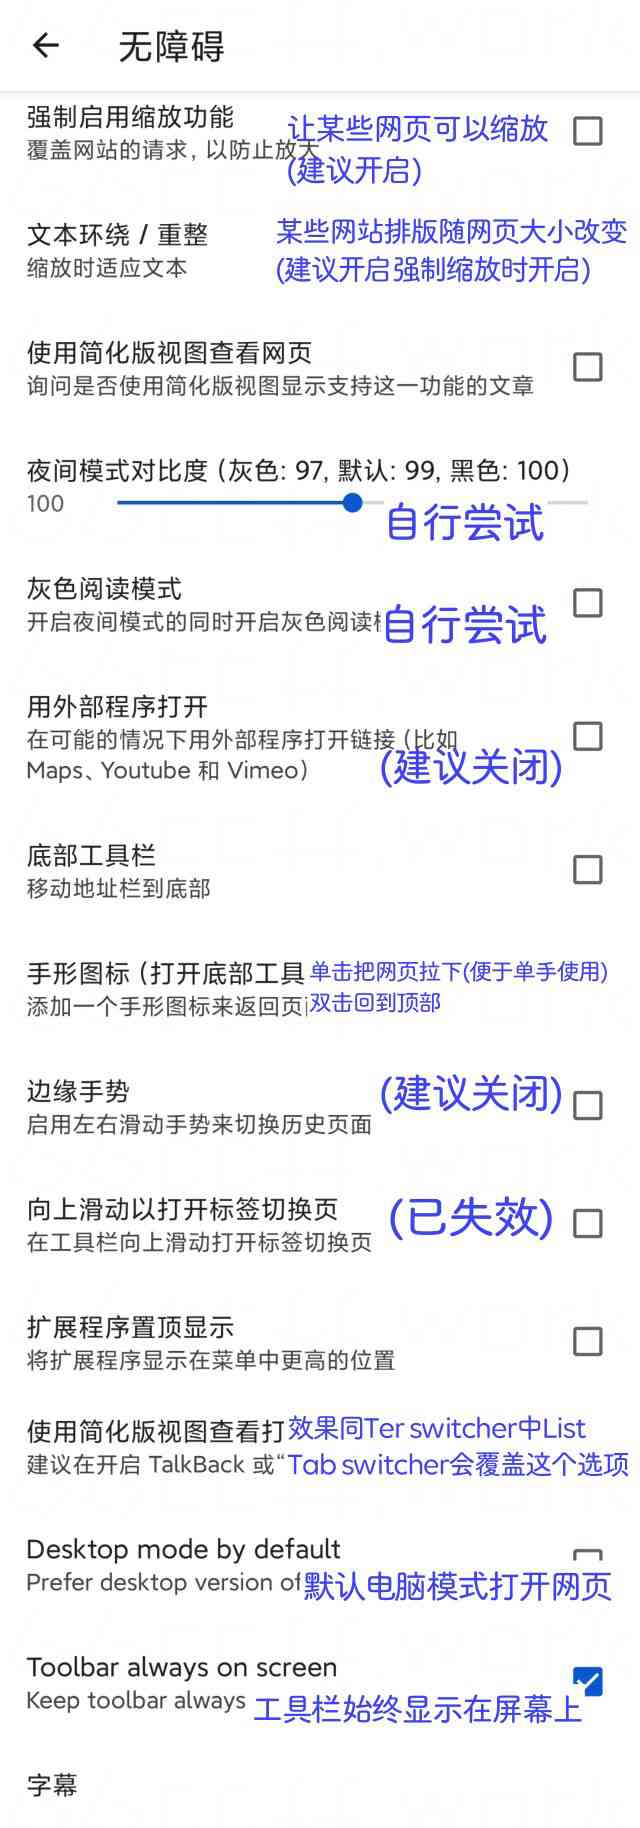 无障碍
强制启用缩放功能
覆盖网站的请求，以防止放大
让某些网页可以缩放
(建议开启)
文本环绕 / 重整
缩放时适应文本
某些网站排版随网页大小改变
(建议开启强制缩放时开启)
使用简化版视图查看网页
询问是否使用简化版视图显示支持这一功能的文章
夜间模式对比度（灰色: 97, 默认: 99, 黑色: 100）
100
自行尝试
灰色阅读模式
开启夜间模式的同时开启灰色阅读
自行尝试
用外部程序打开
在可能的情况下用外部程序打开链接（比如
Maps、Youtube 和 Vimeo）
(建议关闭)
底部工具栏
移动地址栏到底部
手形图标（打开底部工具
添加一个手形图标来返回页
单击把网页拉下(便于单手使用)
双击回到顶部
边缘手势
启用左右滑动手势来切换历史页面
(建议关闭)
向上滑动以打开标签切换页
在工具栏向上滑动打开标签切换页
(已失效)
扩展程序置顶显示
将扩展程序显示在菜单中更高的位置
使用简化版视图查看打
建议在开启 TalkBack 或“
效果同Ter switcher中List
Tab switcher会覆盖这个选项
Desktop mode by default
Prefer desktop version of
默认电脑模式打开网页
Toolbar always on screen
Keep toolbar always
工具栏始终显示在屏幕上
字幕